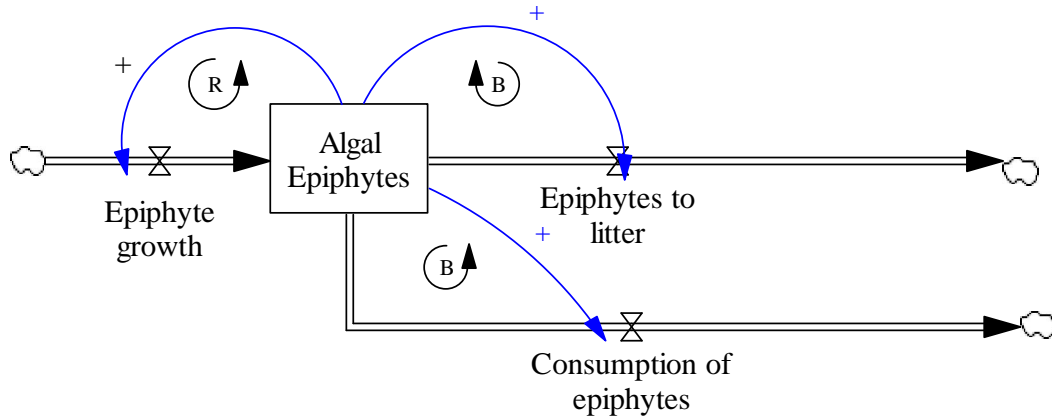 +
+
R
B
Algal
Epiphytes
Epiphyte
growth
Epiphytes to
litter
+
B
Consumption of
epiphytes